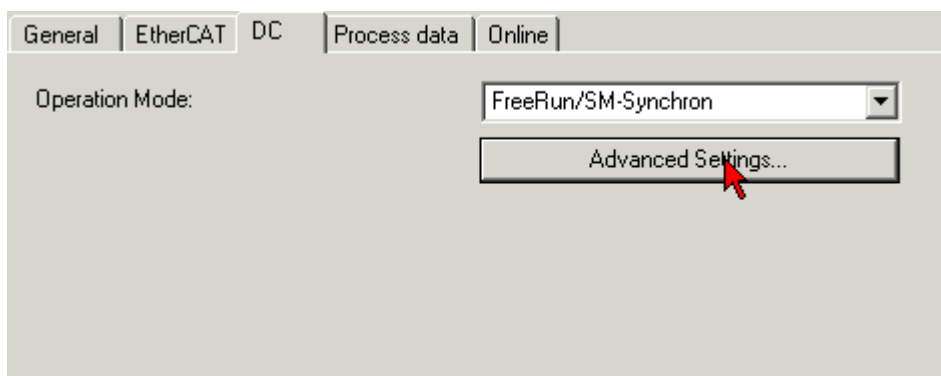 General EtherCAT DC Process data Online
Operation Mode: FreeRun/SM-Synchron
Advanced Settings...